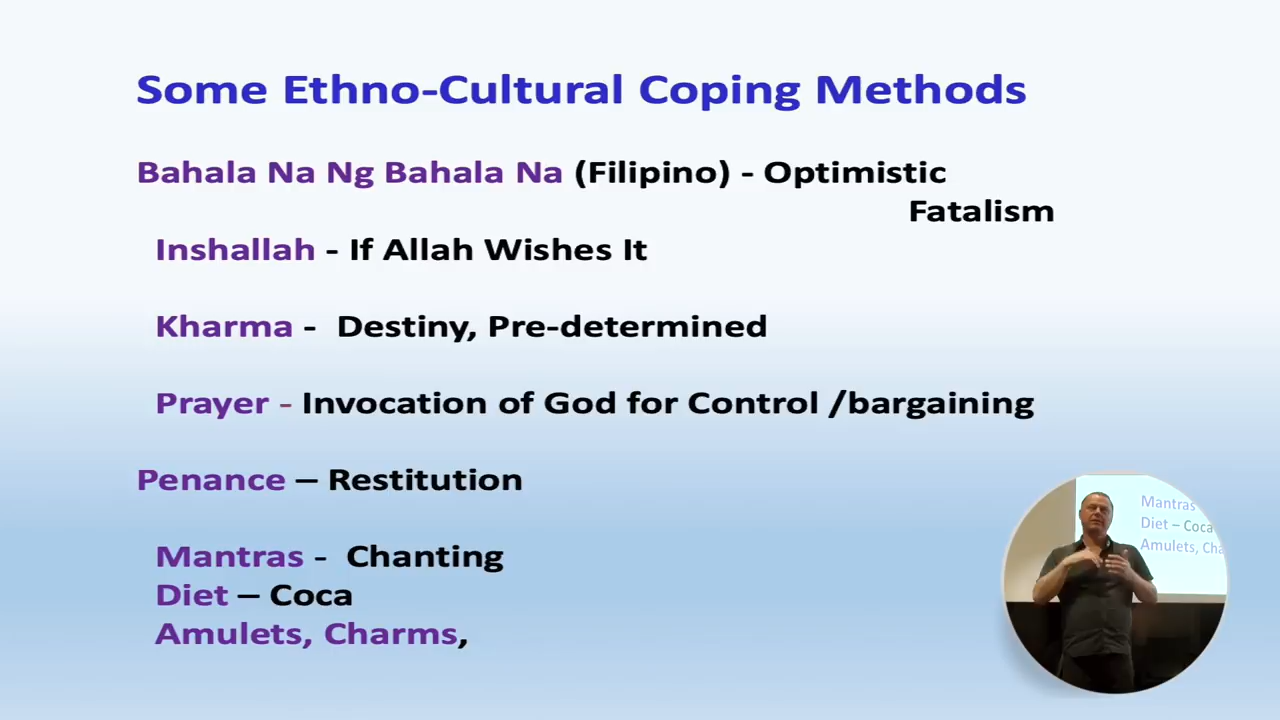 Some Ethno-Cultural Coping Methods
Bahala Na Ng Bahala Na (Filipino) - Optimistic
Fatalism
Inshallah - If Allah Wishes It
Kharma - Destiny, Pre-determined
Prayer - Invocation of God for Control /bargaining
Penance – Restitution
Mantras - Chanting
Diet – Coca
Amulets, Charms,
Mantras
Diet – Coca
Amulets, Cha